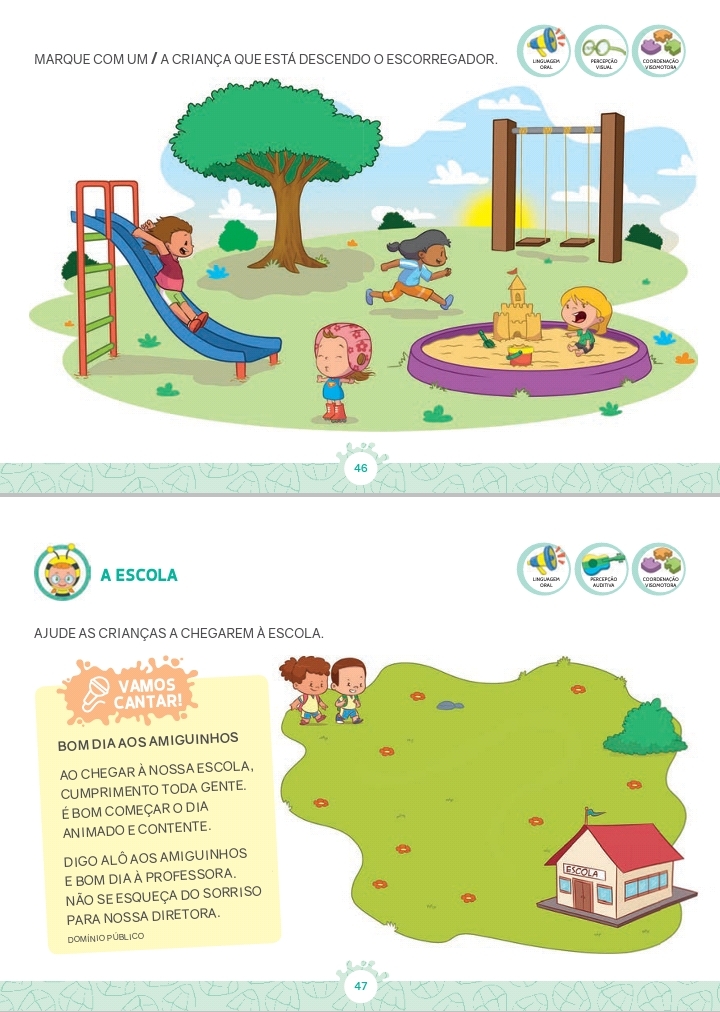 MARQUE COM UM / A CRIANÇA QUE ESTÁ DESCENDO O ESCORREGADOR.
LINGUAGEM
ORAL
PERCEPÇÃO
VISUAL
COORDENAÇÃO
VISOMOTORA
46
A ESCOLA
LINGUAGEM
ORAL
PERCEPÇÃO
AUDITIVA
COORDENAÇÃO
VISOMOTORA
AJUDE AS CRIANÇAS A CHEGAREM À ESCOLA.
VAMOS
CANTAR!
BOM DIA AOS AMIGUINHOS
AO CHEGAR À NOSSA ESCOLA,
CUMPRIMENTO TODA GENTE.
É BOM COMEÇAR O DIA
ANIMADO E CONTENTE.
DIGO ALÔ AOS AMIGUINHOS
E BOM DIA À PROFESSORA.
NÃO SE ESQUEÇA DO SORRISO
PARA NOSSA DIRETORA.
DOMÍNIO PÚBLICO
ESCOLA
47